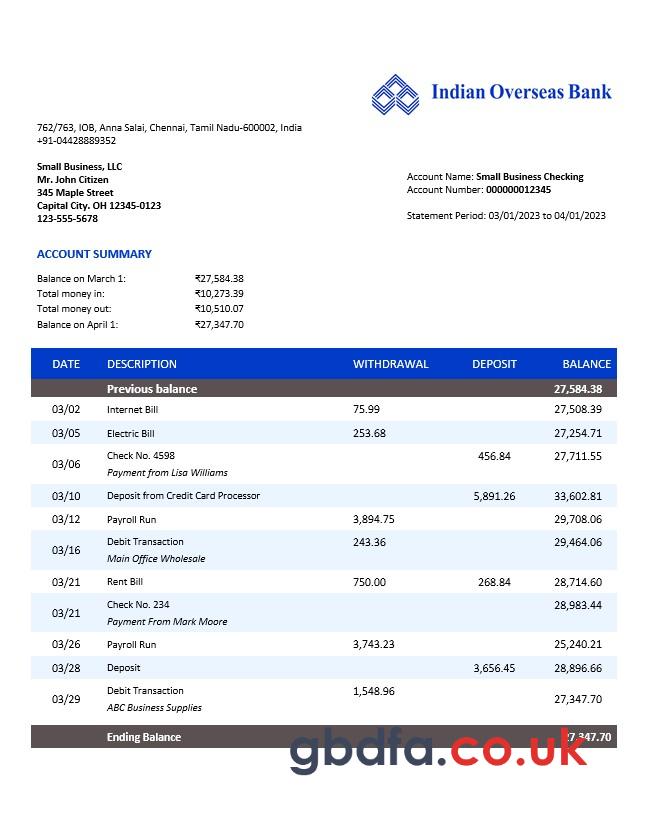 Indian Overseas Bank
762/763, IOB, Anna Salai, Chennai, Tamil Nadu-600002, India
+91-04428889352
Small Business, LLC
Mr. John Citizen
345 Maple Street
Capital City. OH 12345-0123
123-555-5678
Account Name: Small Business Checking
Account Number: 000000012345
Statement Period: 03/01/2023 to 04/01/2023
ACCOUNT SUMMARY
Balance on March 1: ₹27,584.38
Total money in: ₹10,273.39
Total money out: ₹10,510.07
Balance on April 1: ₹27,347.70
DATE DESCRIPTION WITHDRAWAL DEPOSIT BALANCE
Previous balance 27,584.38
03/02 Internet Bill 75.99 27,508.39
03/05 Electric Bill 253.68 27,254.71
03/06 Check No. 4598 456.84 27,711.55
Payment from Lisa Williams
03/10 Deposit from Credit Card Processor 5,891.26 33,602.81
03/12 Payroll Run 3,894.75 29,708.06
03/16 Debit Transaction 243.36 29,464.06
Main Office Wholesale
03/21 Rent Bill 750.00 268.84 28,714.60
03/21 Check No. 234 28,983.44
Payment From Mark Moore
03/26 Payroll Run 3,743.23 25,240.21
03/28 Deposit 3,656.45 28,896.66
03/29 Debit Transaction 1,548.96 27,347.70
ABC Business Supplies
Ending Balance 27,347.70
gbdfa.co.uk